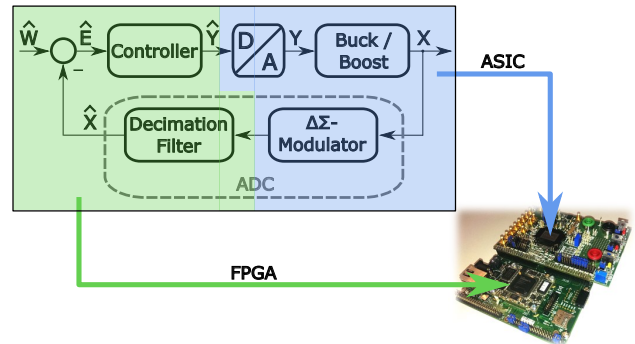 Ŵ
Ê
Controller
Ŷ
D
A
Y
Buck /
Boost
X
ASIC
−
X̂
Decimation
Filter
ΔΣ-
Modulator
ADC
FPGA